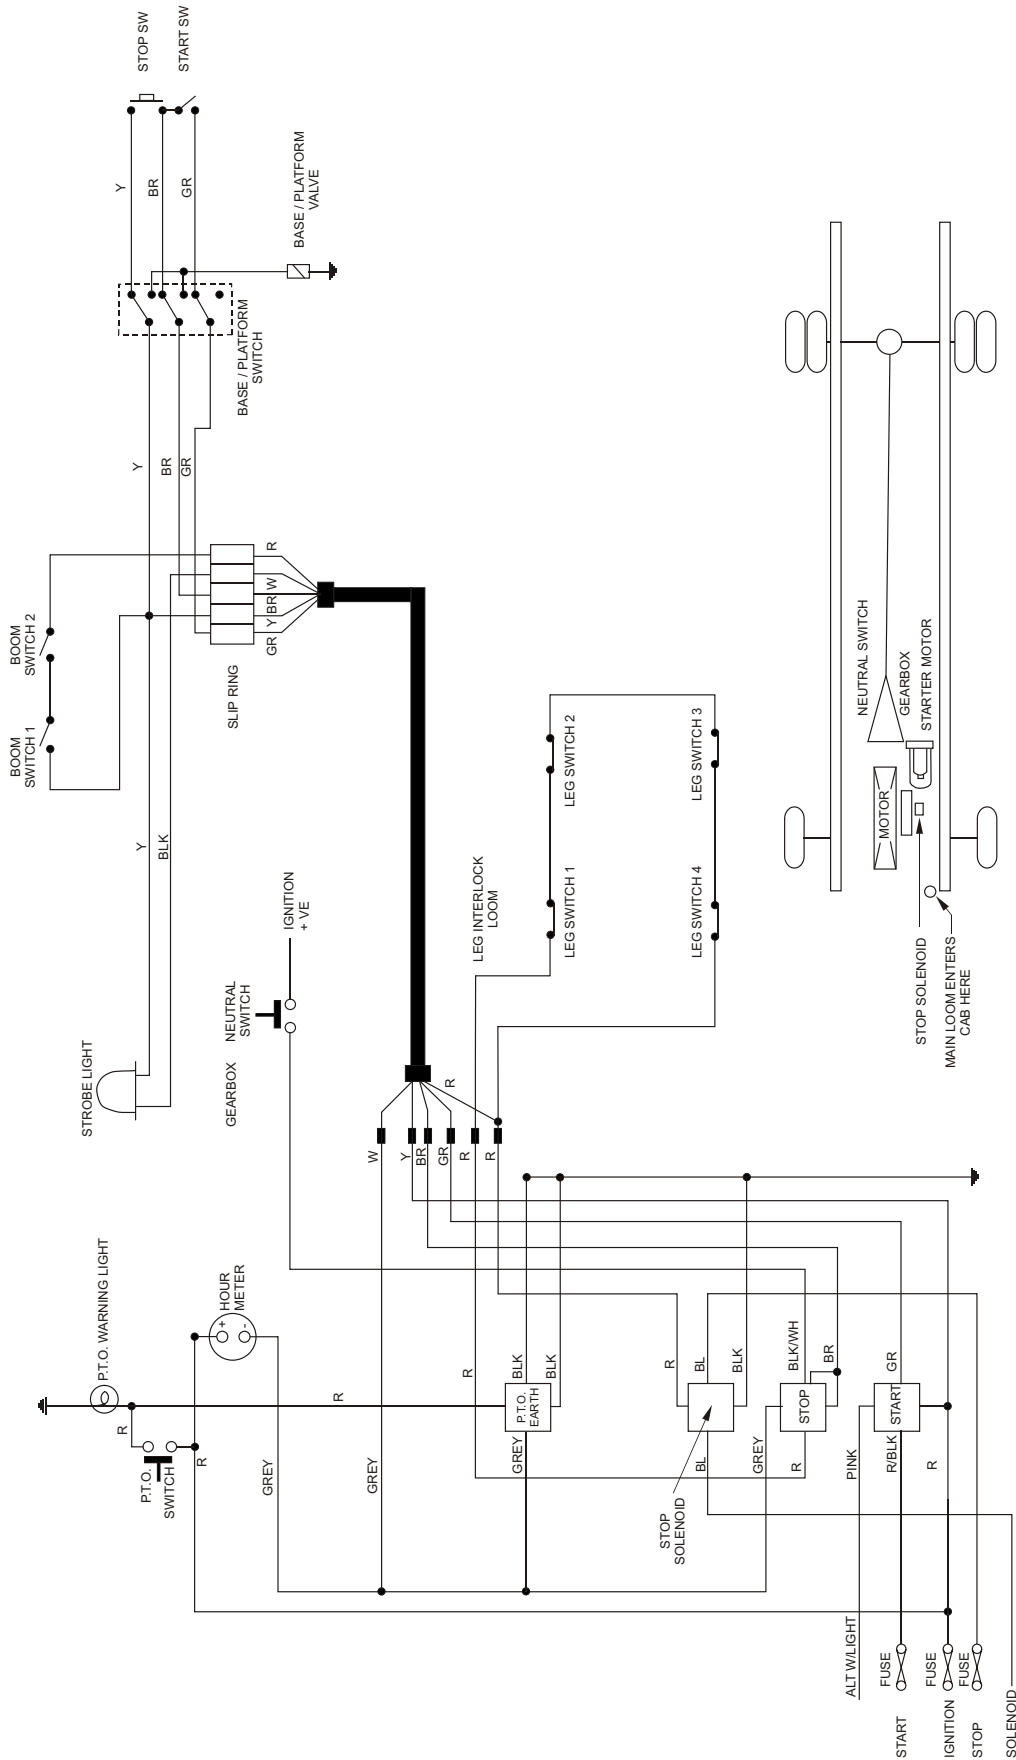 STOP SW
START SW
Y
BR
GR
BASE / PLATFORM
VALVE
BASE / PLATFORM
SWITCH
Y
BR
GR
BOOM
SWITCH 2
BOOM
SWITCH 1
R
W
BR
Y
GR
SLIP RING
Y
BLK
STROBE LIGHT
IGNITION
+ VE
NEUTRAL
SWITCH
GEARBOX
LEG INTERLOCK
LOOM
LEG SWITCH 2
LEG SWITCH 1
LEG SWITCH 3
LEG SWITCH 4
NEUTRAL SWITCH
GEARBOX
STARTER MOTOR
MOTOR
STOP SOLENOID
MAIN LOOM ENTERS
CAB HERE
R
W
Y
BR
GR
R
R
P.T.O. WARNING LIGHT
HOUR
METER
+
-
R
P.T.O.
SWITCH
R
R
GREY
GREY
R
BLK
BLK
P.T.O.
EARTH
GREY
R
BL
BLK
BL
STOP
SOLENOID
BLK/WH
BR
STOP
GREY
R
GR
START
PINK
R/BLK
R
ALT W/LIGHT
FUSE
START
FUSE
IGNITION
FUSE
STOP
SOLENOID